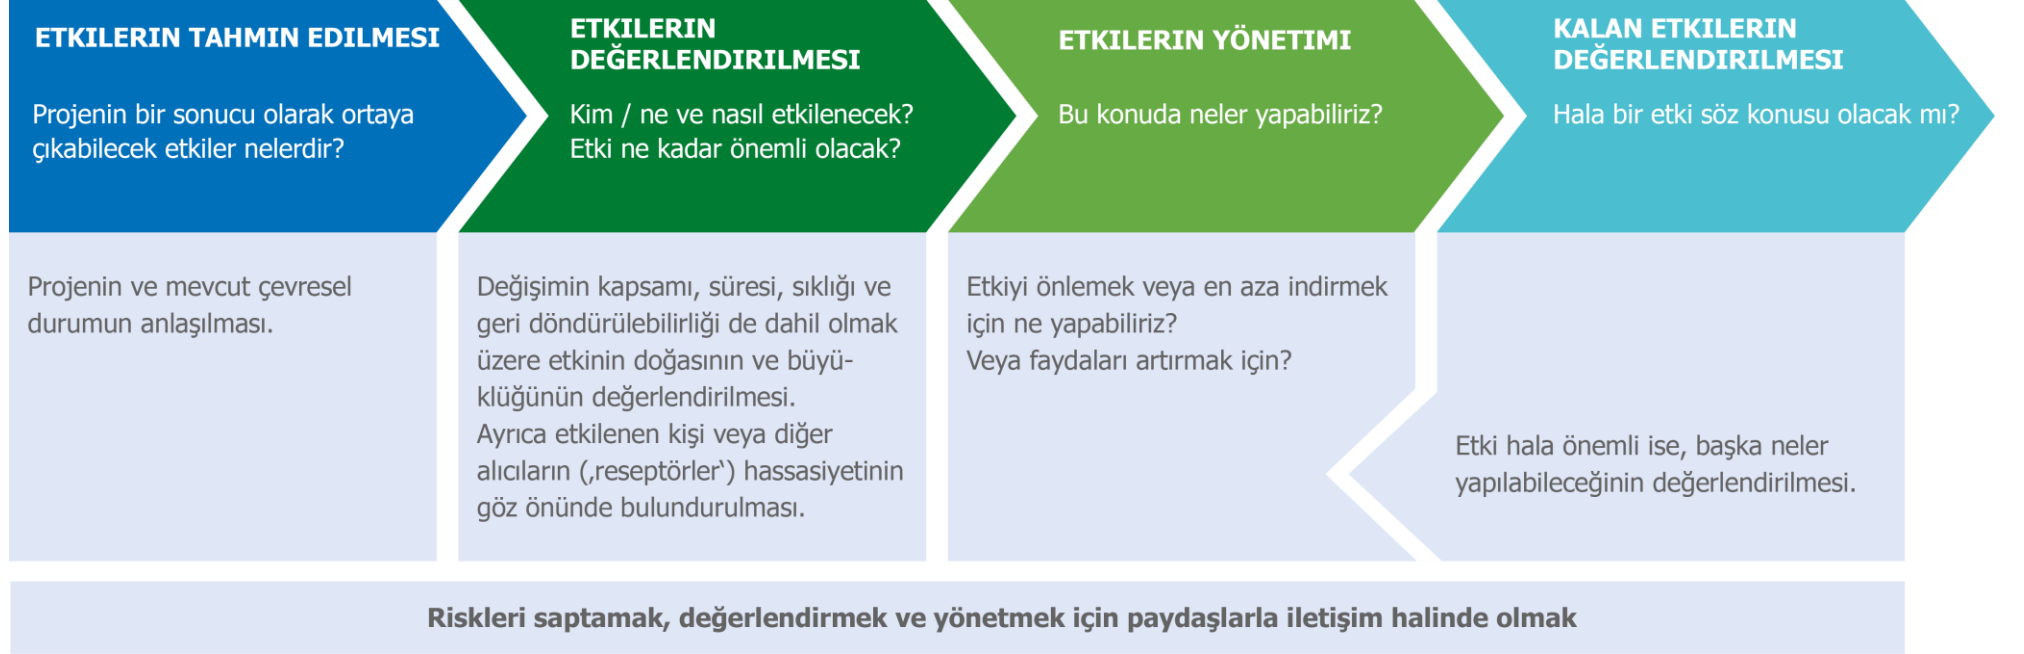 ETKILERIN TAHMIN EDILMESI
Projenin bir sonucu olarak ortaya
çıkabilecek etkiler nelerdir?
Projenin ve mevcut çevresel
durumun anlaşılması.
ETKILERIN
DEĞERLENDIRILMESI
Kim / ne ve nasıl etkilenecek?
Etki ne kadar önemli olacak?
Değişimin kapsamı, süresi, sıklığı ve
geri döndürülebilirliği de dahil olmak
üzere etkinin doğasının ve büyü-
klüğünün değerlendirilmesi.
Ayrıca etkilenen kişi veya diğer
alıcıların (‚reseptörler‘) hassasiyetinin
göz önünde bulundurulması.
ETKILERIN YÖNETIMI
Bu konuda neler yapabiliriz?
Etkiyi önlemek veya en aza indirmek
için ne yapabiliriz?
Veya faydaları artırmak için?
KALAN ETKILERIN
DEĞERLENDIRILMESI
Hala bir etki söz konusu olacak mı?
Etki hala önemli ise, başka neler
yapılabileceğinin değerlendirilmesi.
Riskleri saptamak, değerlendirmek ve yönetmek için paydaşlarla iletişim halinde olmak